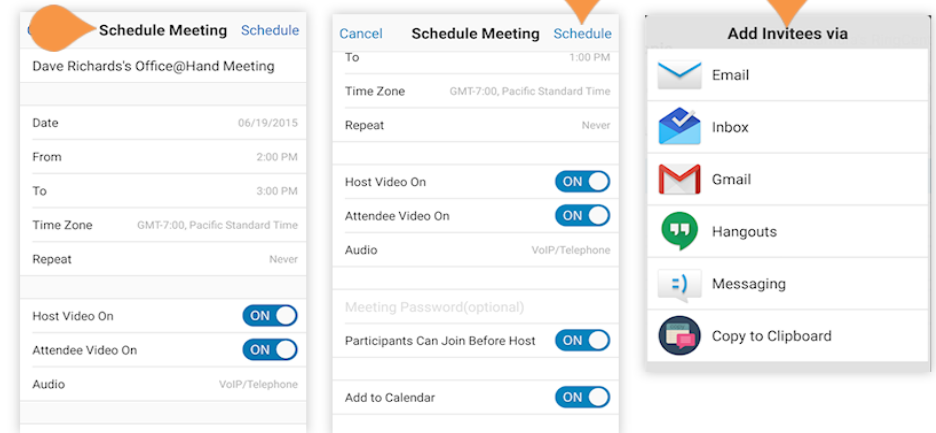 Schedule Meeting Schedule
Dave Richards's Office@Hand Meeting
Date 06/19/2015
From 2:00 PM
To 3:00 PM
Time Zone GMT-7:00, Pacific Standard Time
Repeat Never
Host Video On ON
Attendee Video On ON
Audio VoIP/Telephone
Cancel Schedule Meeting Schedule
To 1:00 PM
Time Zone GMT-7:00, Pacific Standard Time
Repeat Never
Host Video On ON
Attendee Video On ON
Audio VoIP/Telephone
Meeting Password(optional)
Participants Can Join Before Host ON
Add to Calendar ON
Add Invitees via
Email
Inbox
Gmail
Hangouts
=) Messaging
Copy to Clipboard